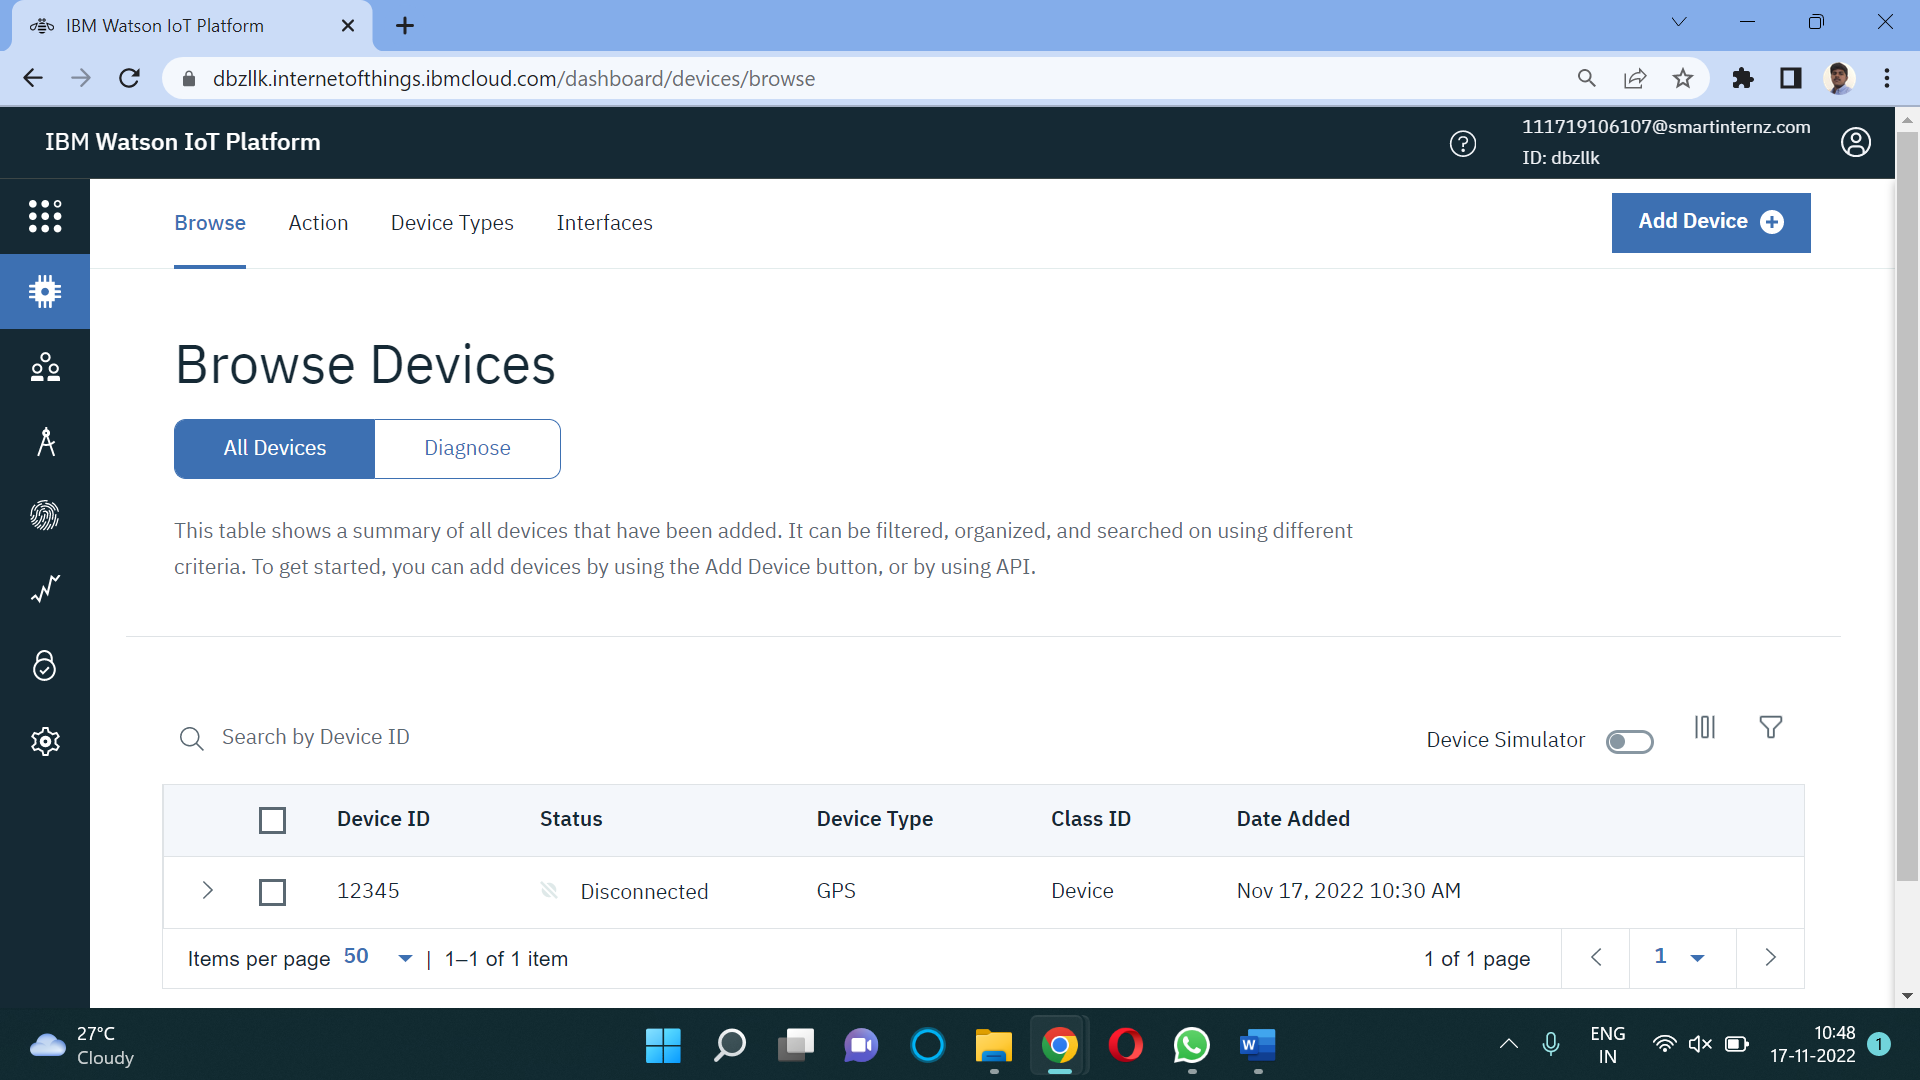 IBM Watson IoT Platform
dbzllk.internetofthings.ibmcloud.com/dashboard/devices/browse
IBM Watson IoT Platform
111719106107@smartinternz.com
ID: dbzllk
Browse Action Device Types Interfaces
Add Device
Browse Devices
All Devices Diagnose
This table shows a summary of all devices that have been added. It can be filtered, organized, and searched on using different
criteria. To get started, you can add devices by using the Add Device button, or by using API.
Search by Device ID
Device Simulator
Device ID Status Device Type Class ID Date Added
12345 Disconnected GPS Device Nov 17, 2022 10:30 AM
Items per page 50 | 1–1 of 1 item 1 of 1 page 1
27°C
Cloudy
W
ENG
IN
10:48
17-11-2022
1